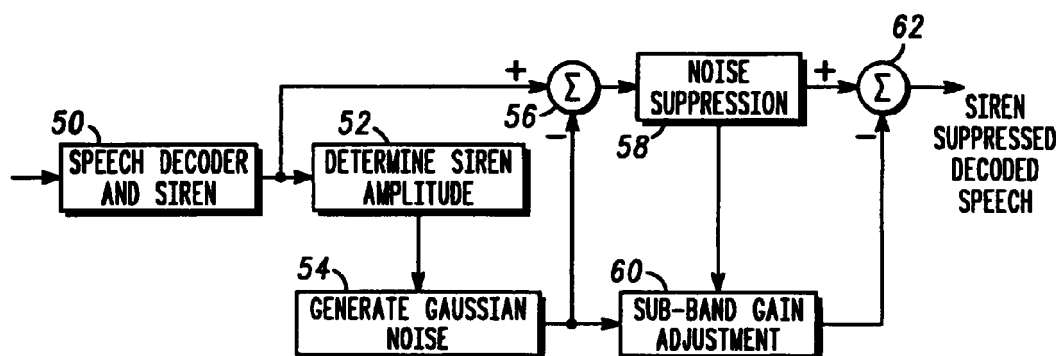 62
+
Σ
56
−
NOISE
SUPPRESSION
58
+
Σ
−
SIREN
SUPPRESSED
DECODED
SPEECH
50
SPEECH DECODER
AND SIREN
52
DETERMINE SIREN
AMPLITUDE
54
GENERATE GAUSSIAN
NOISE
60
SUB-BAND GAIN
ADJUSTMENT